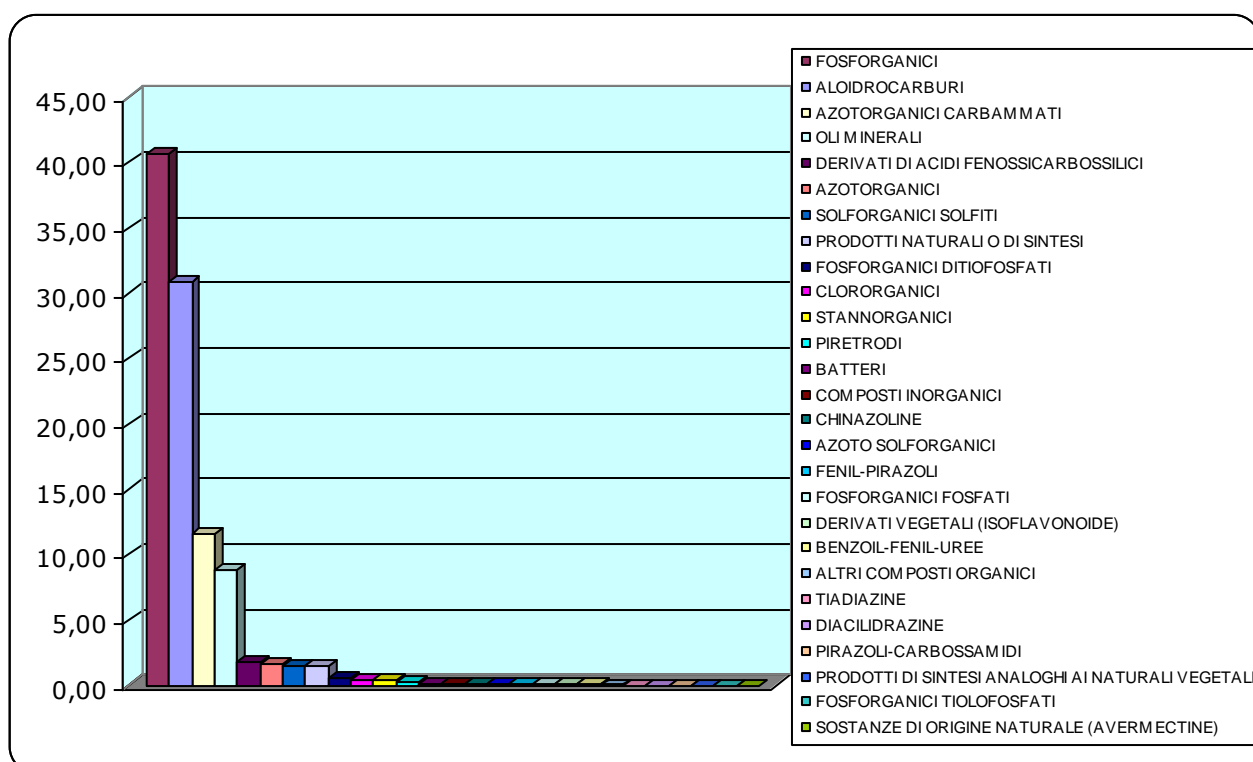 45,00
40,00
35,00
30,00
25,00
20,00
15,00
10,00
5,00
0,00
FOSFORGANICI
ALOIDROCARBURI
AZOTORGANICI CARBAMMATI
OLI MINERALI
DERIVATI DI ACIDI FENOSSICARBOSSILICI
AZOTORGANICI
SOLFORGANICI SOLFITI
PRODOTTI NATURALI O DI SINTESI
FOSFORGANICI DITIOFOSFATI
CLORORGANICI
STANNORGANICI
PIRETRODI
BATTERI
COMPOSTI INORGANICI
CHINAZOLINE
AZOTO SOLFORGANICI
FENIL-PIRAZOLI
FOSFORGANICI FOSFATI
DERIVATI VEGETALI (ISOFLAVONOIDE)
BENZOIL-FENIL-UREE
ALTRI COMPOSTI ORGANICI
TIADIAZINE
DIACILIDRAZINE
PIRAZOLI-CARBOSSAMIDI
PRODOTTI DI SINTESI ANALOGHI AI NATURALI VEGETALI
FOSFORGANICI TIOLOFOSFATI
SOSTANZE DI ORIGINE NATURALE (AVERMECTINE)